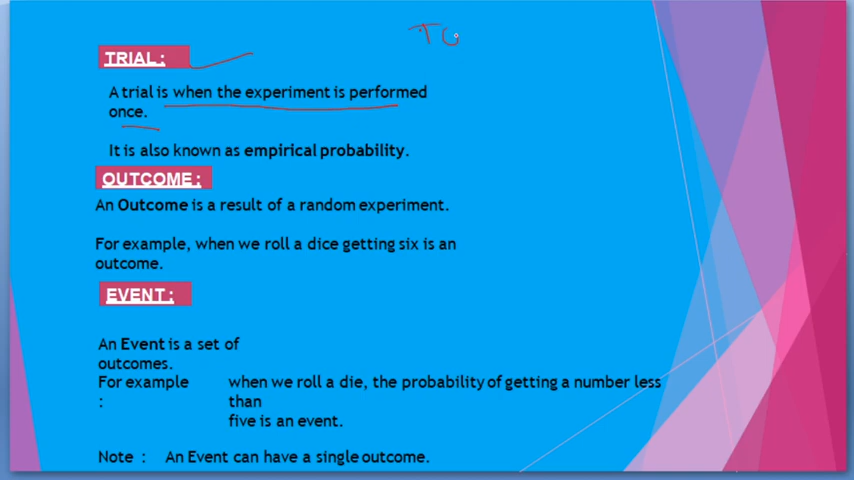 TRIAL:
A trial is when the experiment is performed
once.
It is also known as empirical probability.
OUTCOME:
An Outcome is a result of a random experiment.
For example, when we roll a dice getting six is an
outcome.
EVENT:
An Event is a set of
outcomes.
For example when we roll a die, the probability of getting a number less
: than
five is an event.
Note : An Event can have a single outcome.